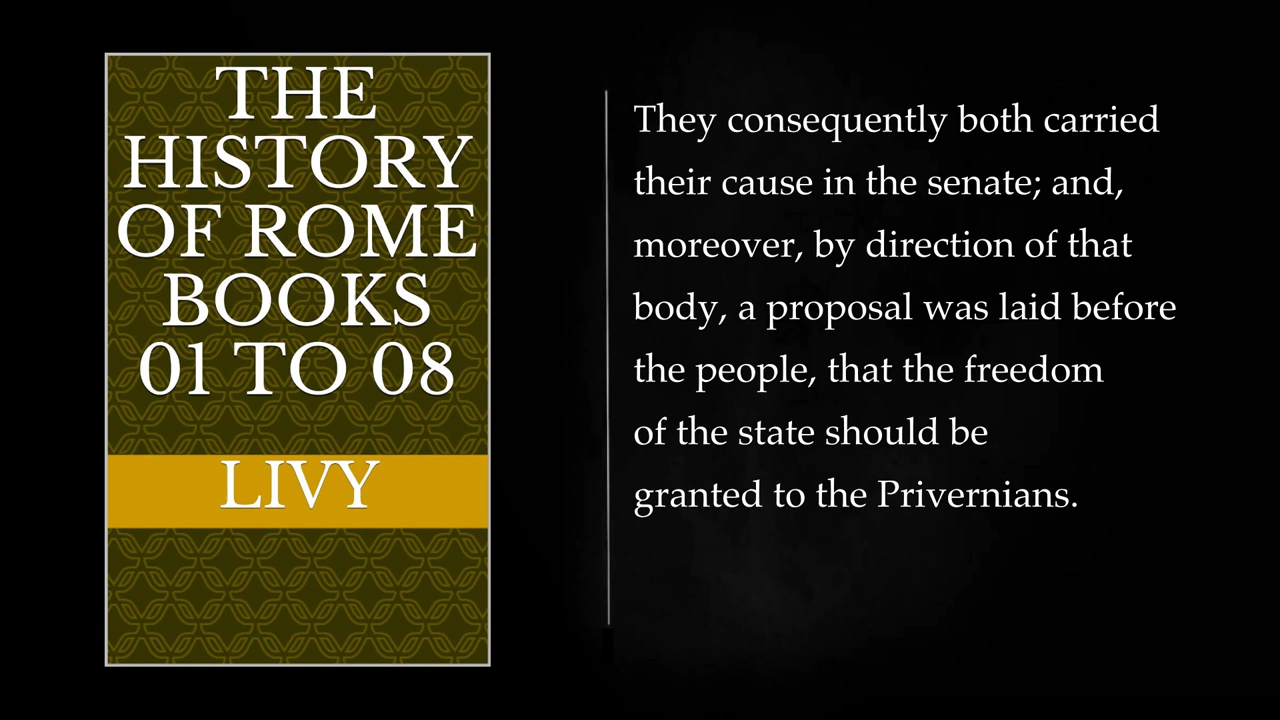 THE
HISTORY
OF ROME
BOOKS
01 TO 08
LIVY
They consequently both carried
their cause in the senate; and,
moreover, by direction of that
body, a proposal was laid before
the people, that the freedom
of the state should be
granted to the Privernians.